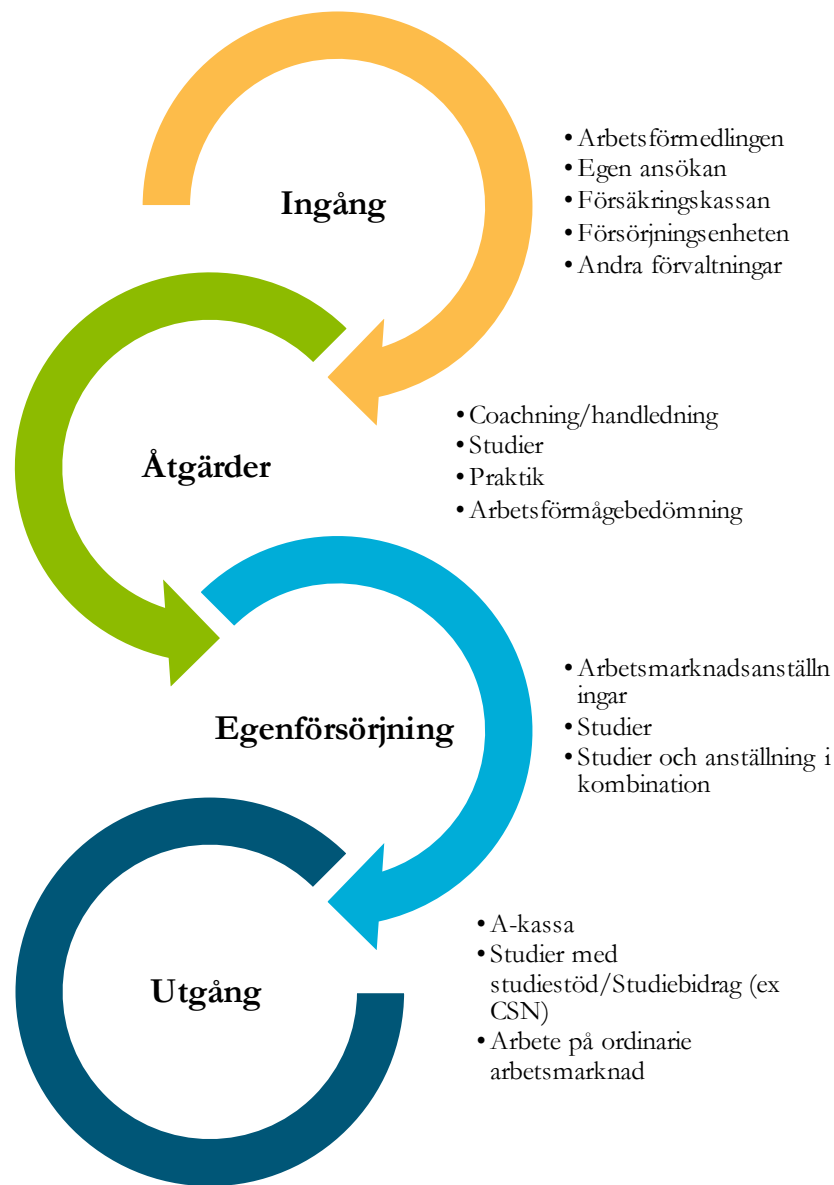 Ingång
• Arbetsförmedlingen
• Egen ansökan
• Försäkringskassan
• Försörjningsenheten
• Andra förvaltningar
Åtgärder
• Coachning/handledning
• Studier
• Praktik
• Arbetsförmågebedömning
Egenförsörjning
• Arbetsmarknadsanställn
ingar
• Studier
• Studier och anställning i
kombination
Utgång
• A-kassa
• Studier med
studiestöd/Studiebidrag (ex
CSN)
• Arbete på ordinarie
arbetsmarknad